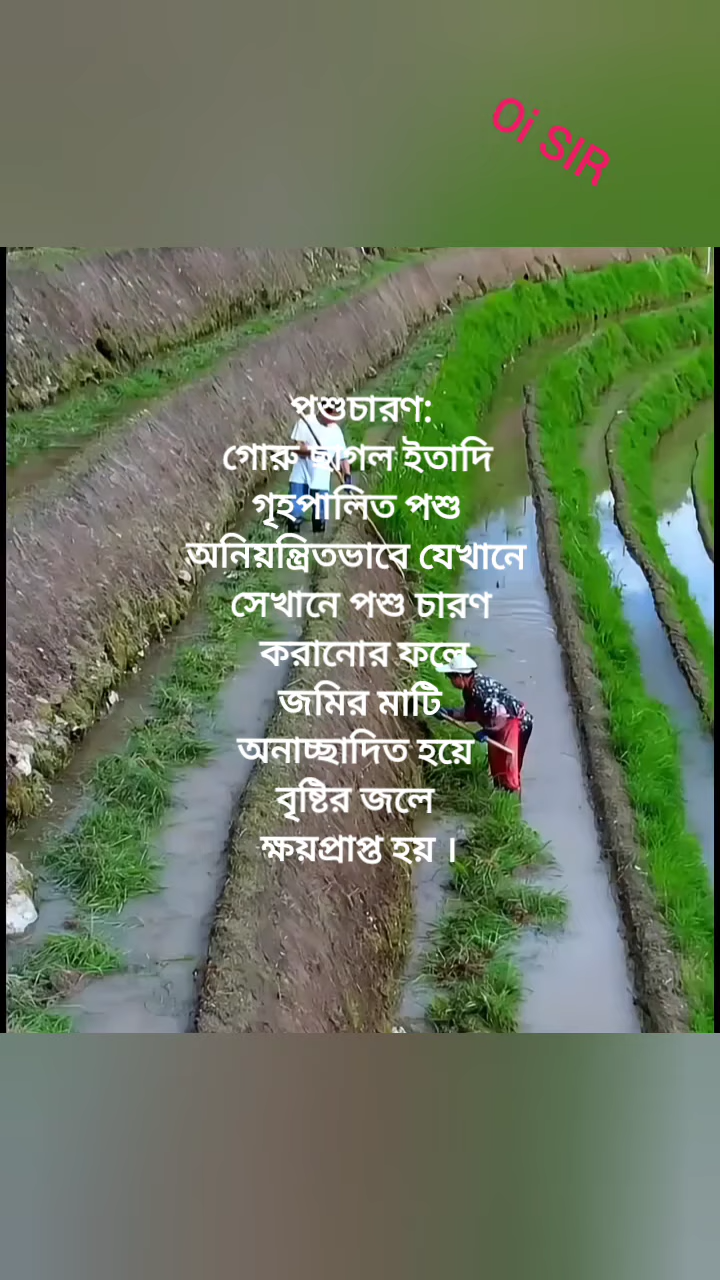 Oi SIR
পশুচারণ:
গোরু ছাগল ইতাদি
গৃহপালিত পশু
অনিয়ন্ত্রিতভাবে যেখানে
সেখানে পশু চারণ
করানোর ফলে
জমির মাটি
অনাচ্ছাদিত হয়ে
বৃষ্টির জলে
ক্ষয়প্রাপ্ত হয় ।